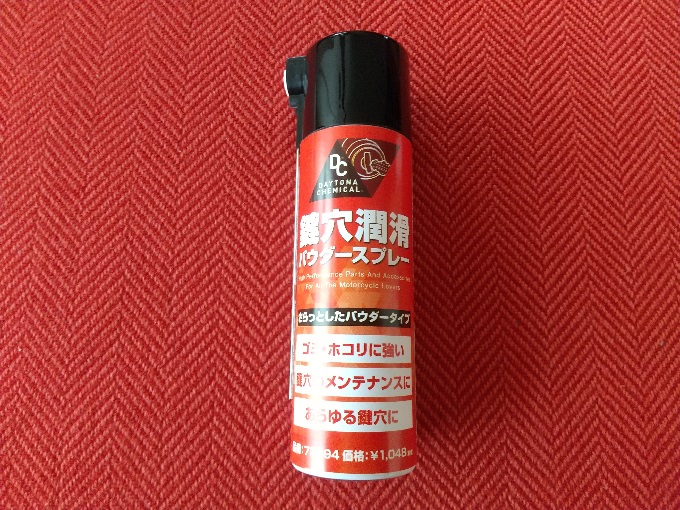 DC
DAYTONA
CHEMICAL
鍵穴潤滑
パウダースプレー
High Performance Parts And Accessories
For All The Motorcycle Lovers
さらっとしたパウダータイプ
ゴミ・ホコリに強い
鍵穴のメンテナンスに
あらゆる鍵穴に
価格:¥1,048